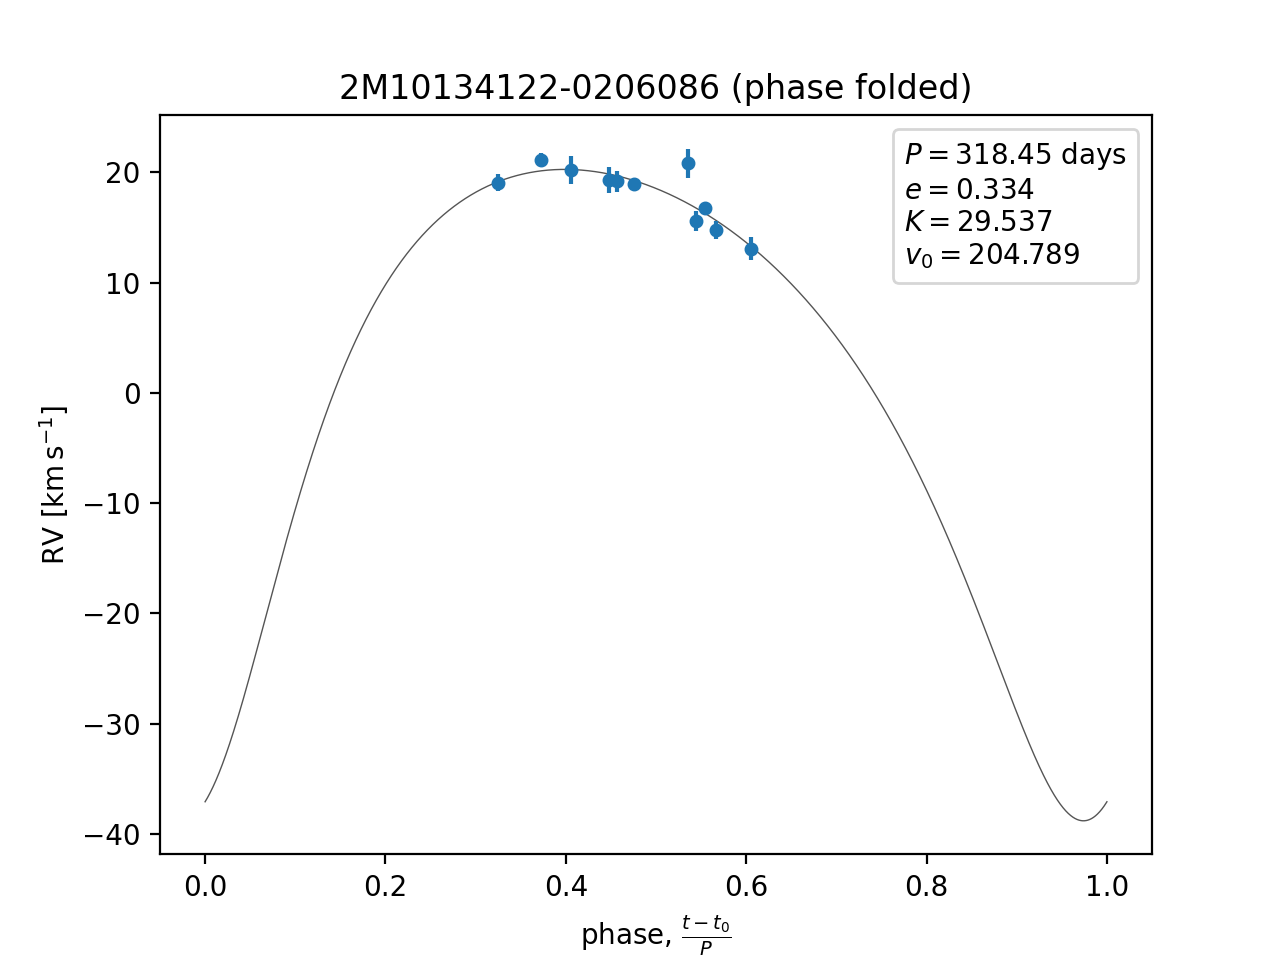 2M10134122-0206086 (phase folded)
P = 318.45 days
e = 0.334
K = 29.537
v₀ = 204.789
20
10
0
−10
−20
−30
−40
RV [km s⁻¹]
0.0 0.2 0.4 0.6 0.8 1.0
phase, (t − t₀)/P